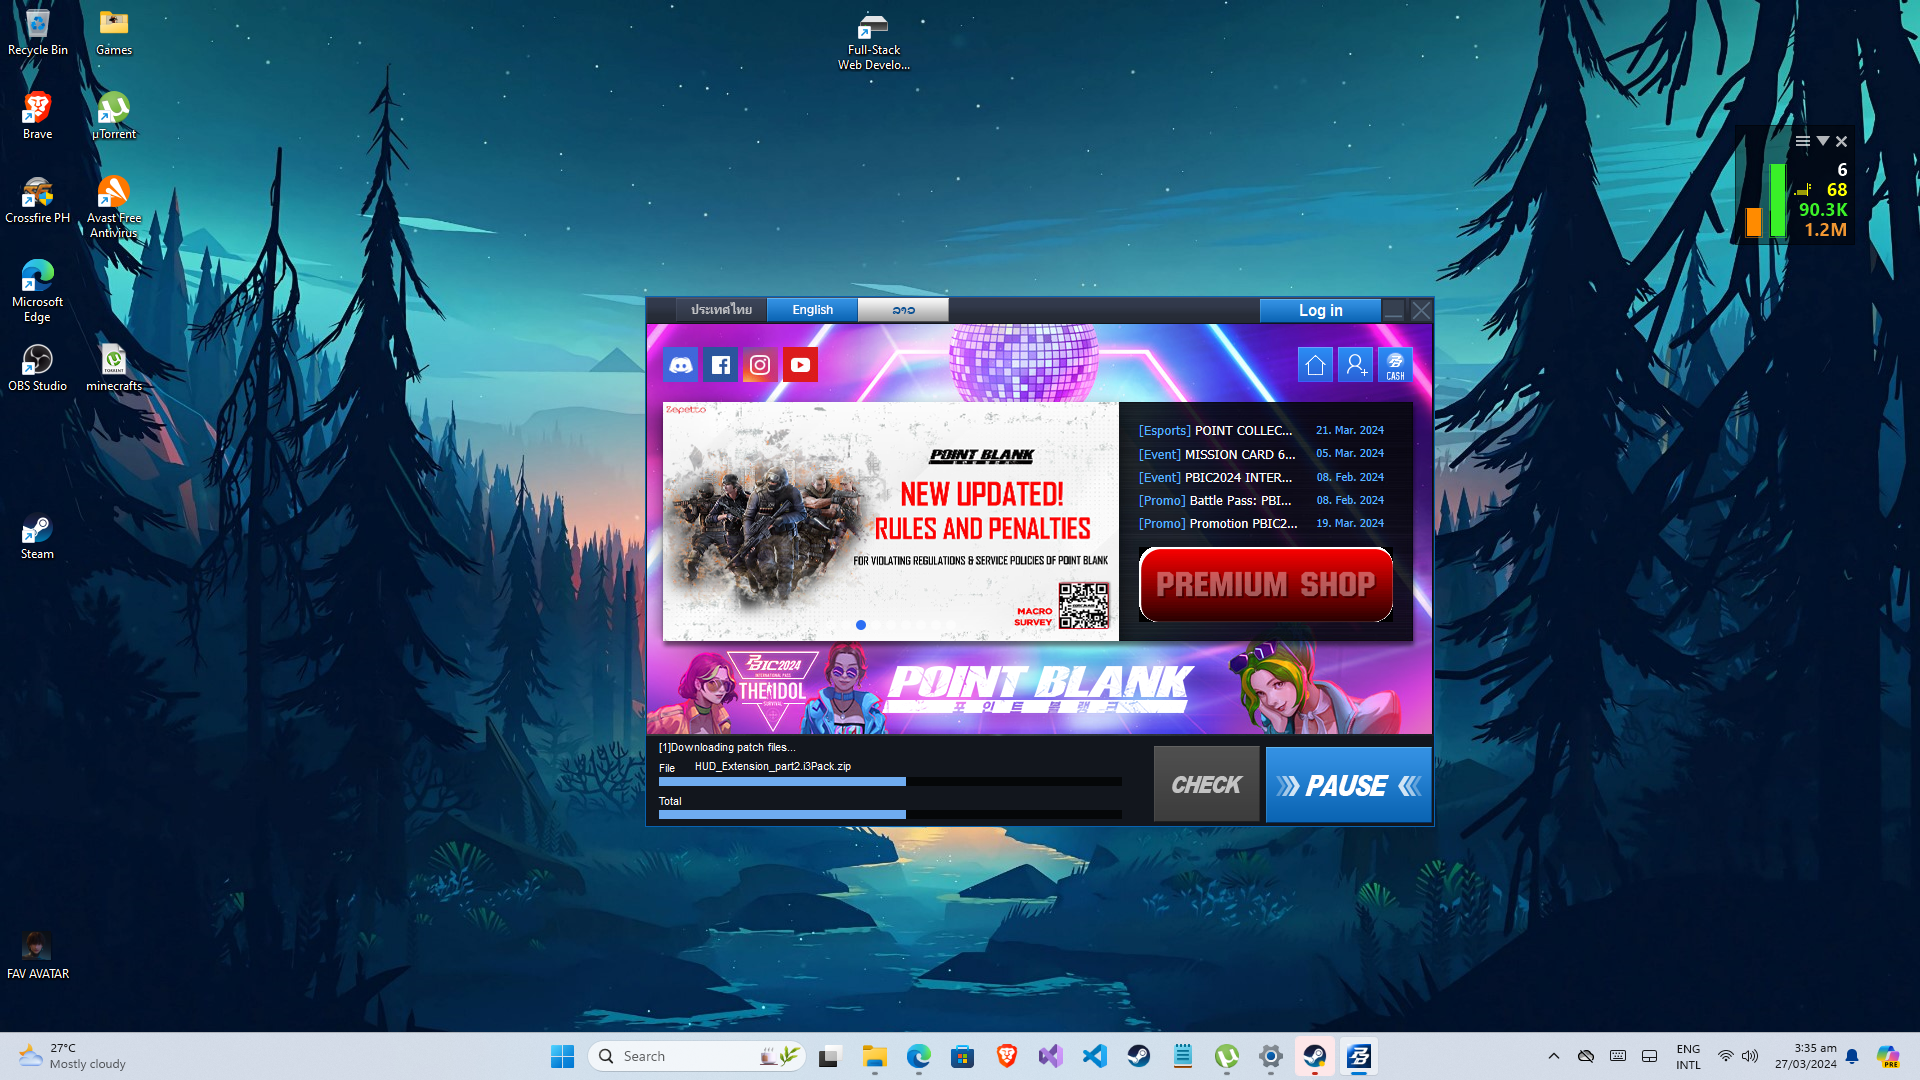 Recycle Bin
Games
Full-Stack
Web Develo...
Brave
µTorrent
Crossfire PH
Avast Free
Antivirus
6
68
90.3K
1.2M
Microsoft
Edge
OBS Studio
TORRENT
minecrafts
Steam
FAV AVATAR
ประเทศไทย
English
ລາວ
Log in
CASH
Zepetto
POINT BLANK
NEW UPDATED!
RULES AND PENALTIES
FOR VIOLATING REGULATIONS & SERVICE POLICIES OF POINT BLANK
MACRO
SURVEY
[Esports] POINT COLLEC... 21. Mar. 2024
[Event] MISSION CARD 6... 05. Mar. 2024
[Event] PBIC2024 INTER... 08. Feb. 2024
[Promo] Battle Pass: PBI... 08. Feb. 2024
[Promo] Promotion PBIC2... 19. Mar. 2024
PREMIUM SHOP
PBIC2024
INTERNATIONAL PASS
THE IDOL
SURVIVAL
POINT BLANK
포인트 블랭크
[1]Downloading patch files...
File HUD_Extension_part2.i3Pack.zip
Total
CHECK
PAUSE
27°C
Mostly cloudy
Search
ENG
INTL
3:35 am
27/03/2024
PRE